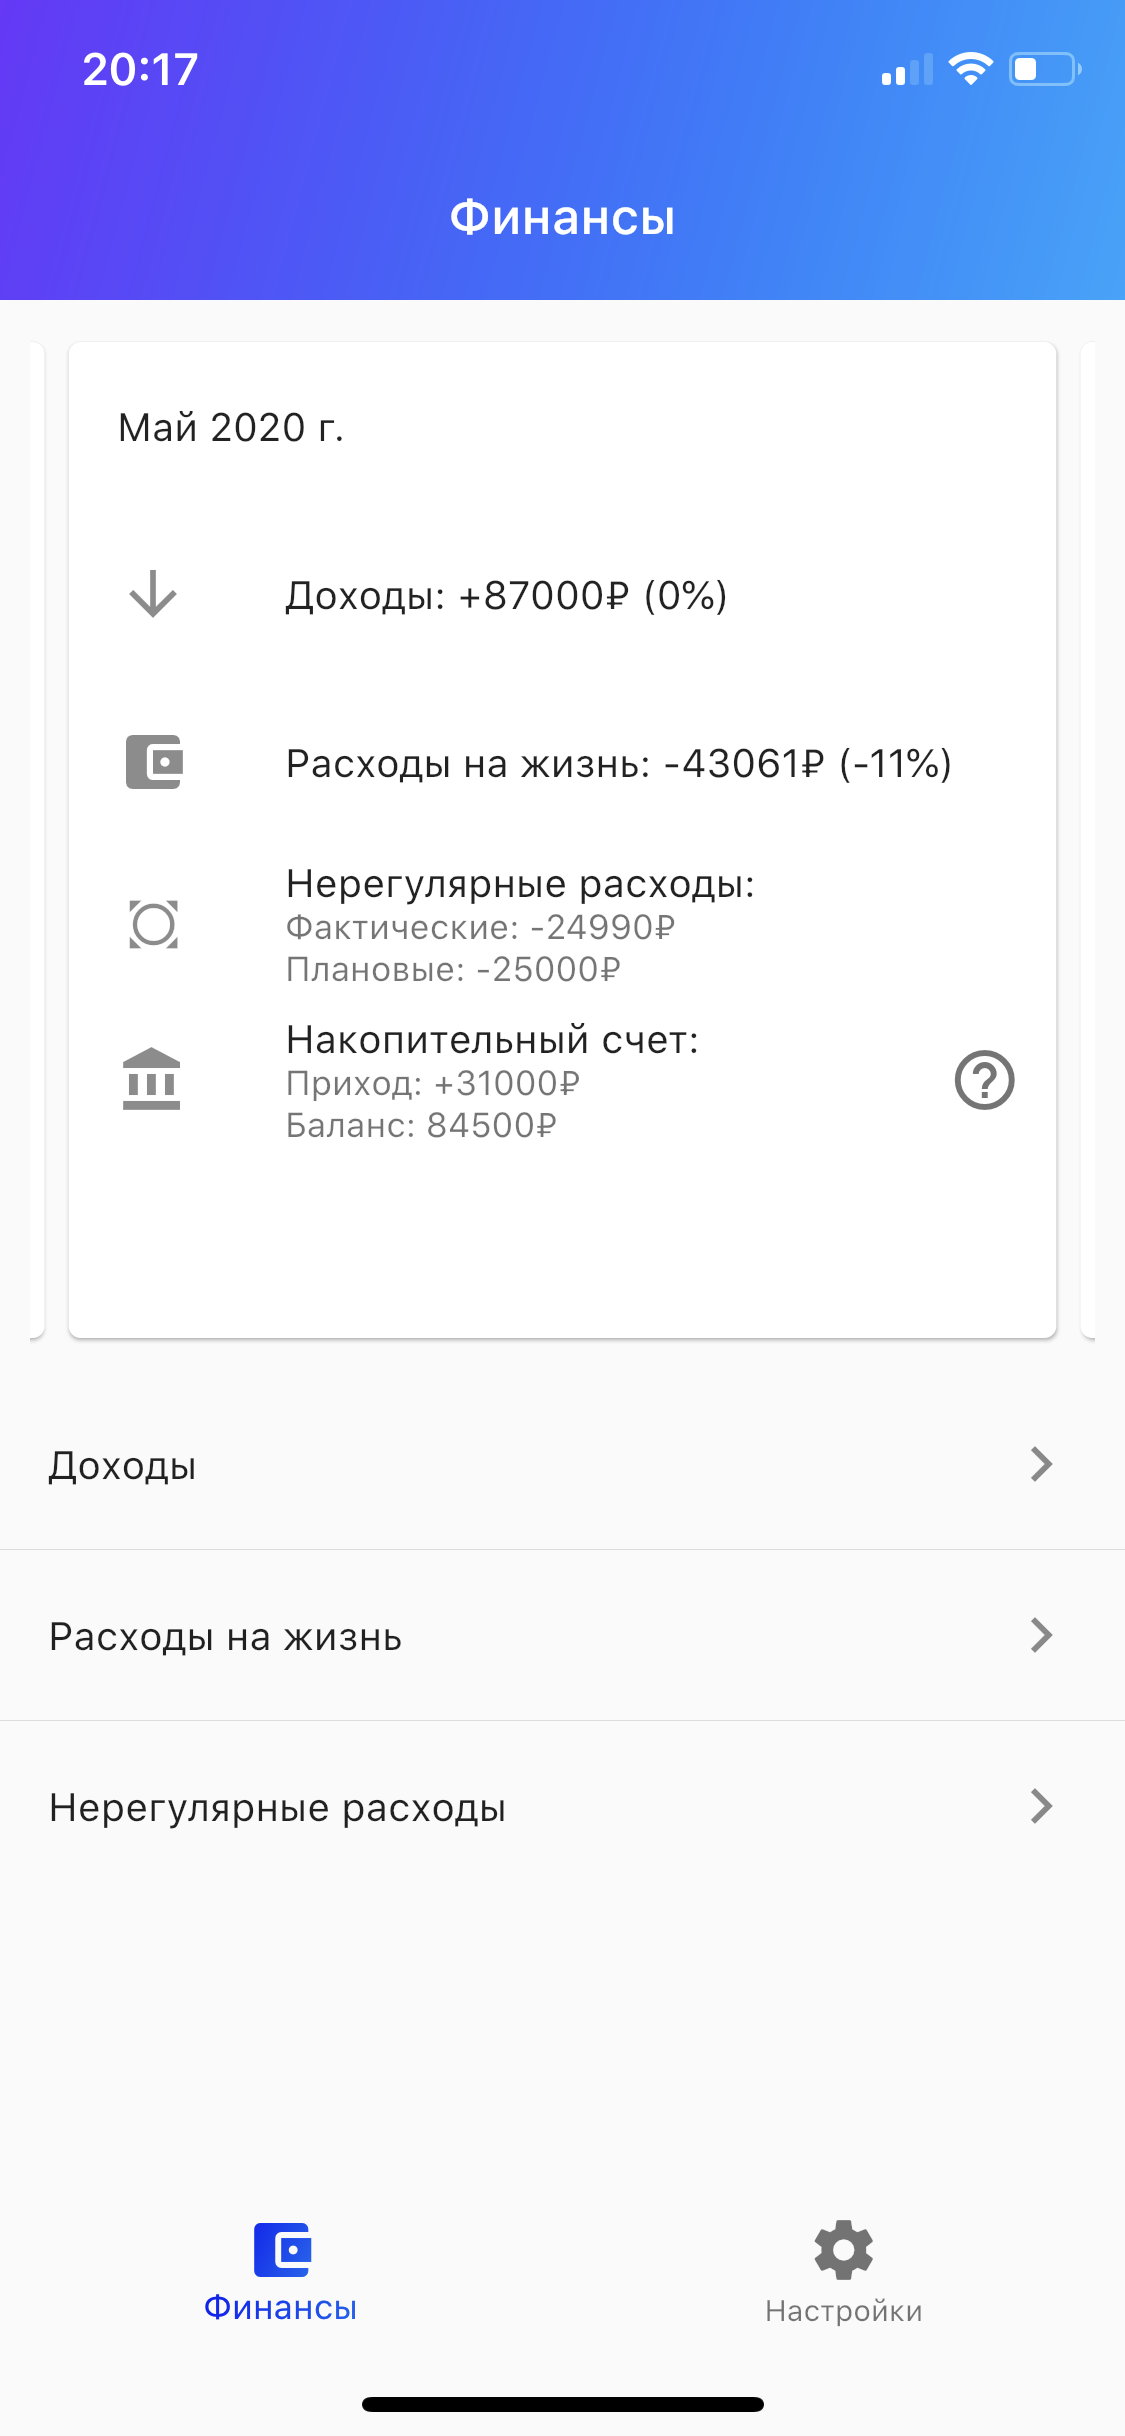 20:17
Финансы
Май 2020 г.
Доходы: +87000₽ (0%)
Расходы на жизнь: -43061₽ (-11%)
Нерегулярные расходы:
Фактические: -24990₽
Плановые: -25000₽
Накопительный счет:
Приход: +31000₽
Баланс: 84500₽
Доходы
Расходы на жизнь
Нерегулярные расходы
Финансы
Настройки